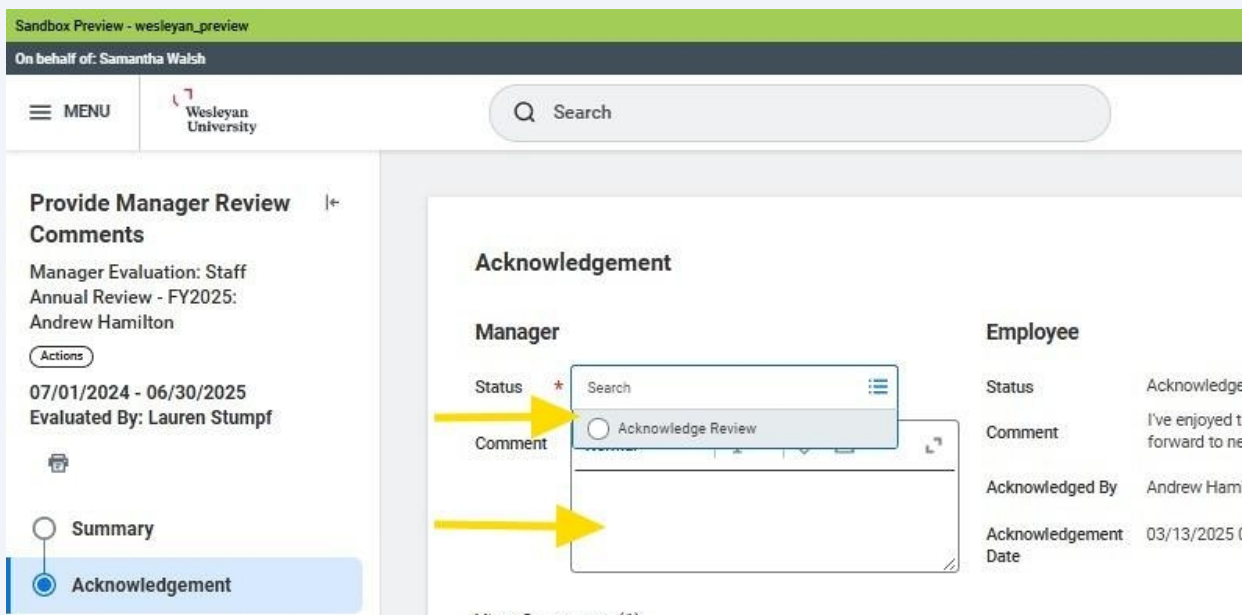 Sandbox Preview - wesleyan_preview
On behalf of: Samantha Walsh
MENU
Wesleyan
University
Search
Provide Manager Review
Comments
Manager Evaluation: Staff
Annual Review - FY2025:
Andrew Hamilton
Actions
07/01/2024 - 06/30/2025
Evaluated By: Lauren Stumpf
Summary
Acknowledgement
Acknowledgement
Manager
Status *
Search
Acknowledge Review
Comment
Employee
Status Acknowledge
Comment I've enjoyed t
forward to ne
Acknowledged By Andrew Ham
Acknowledgement
Date
03/13/2025 0